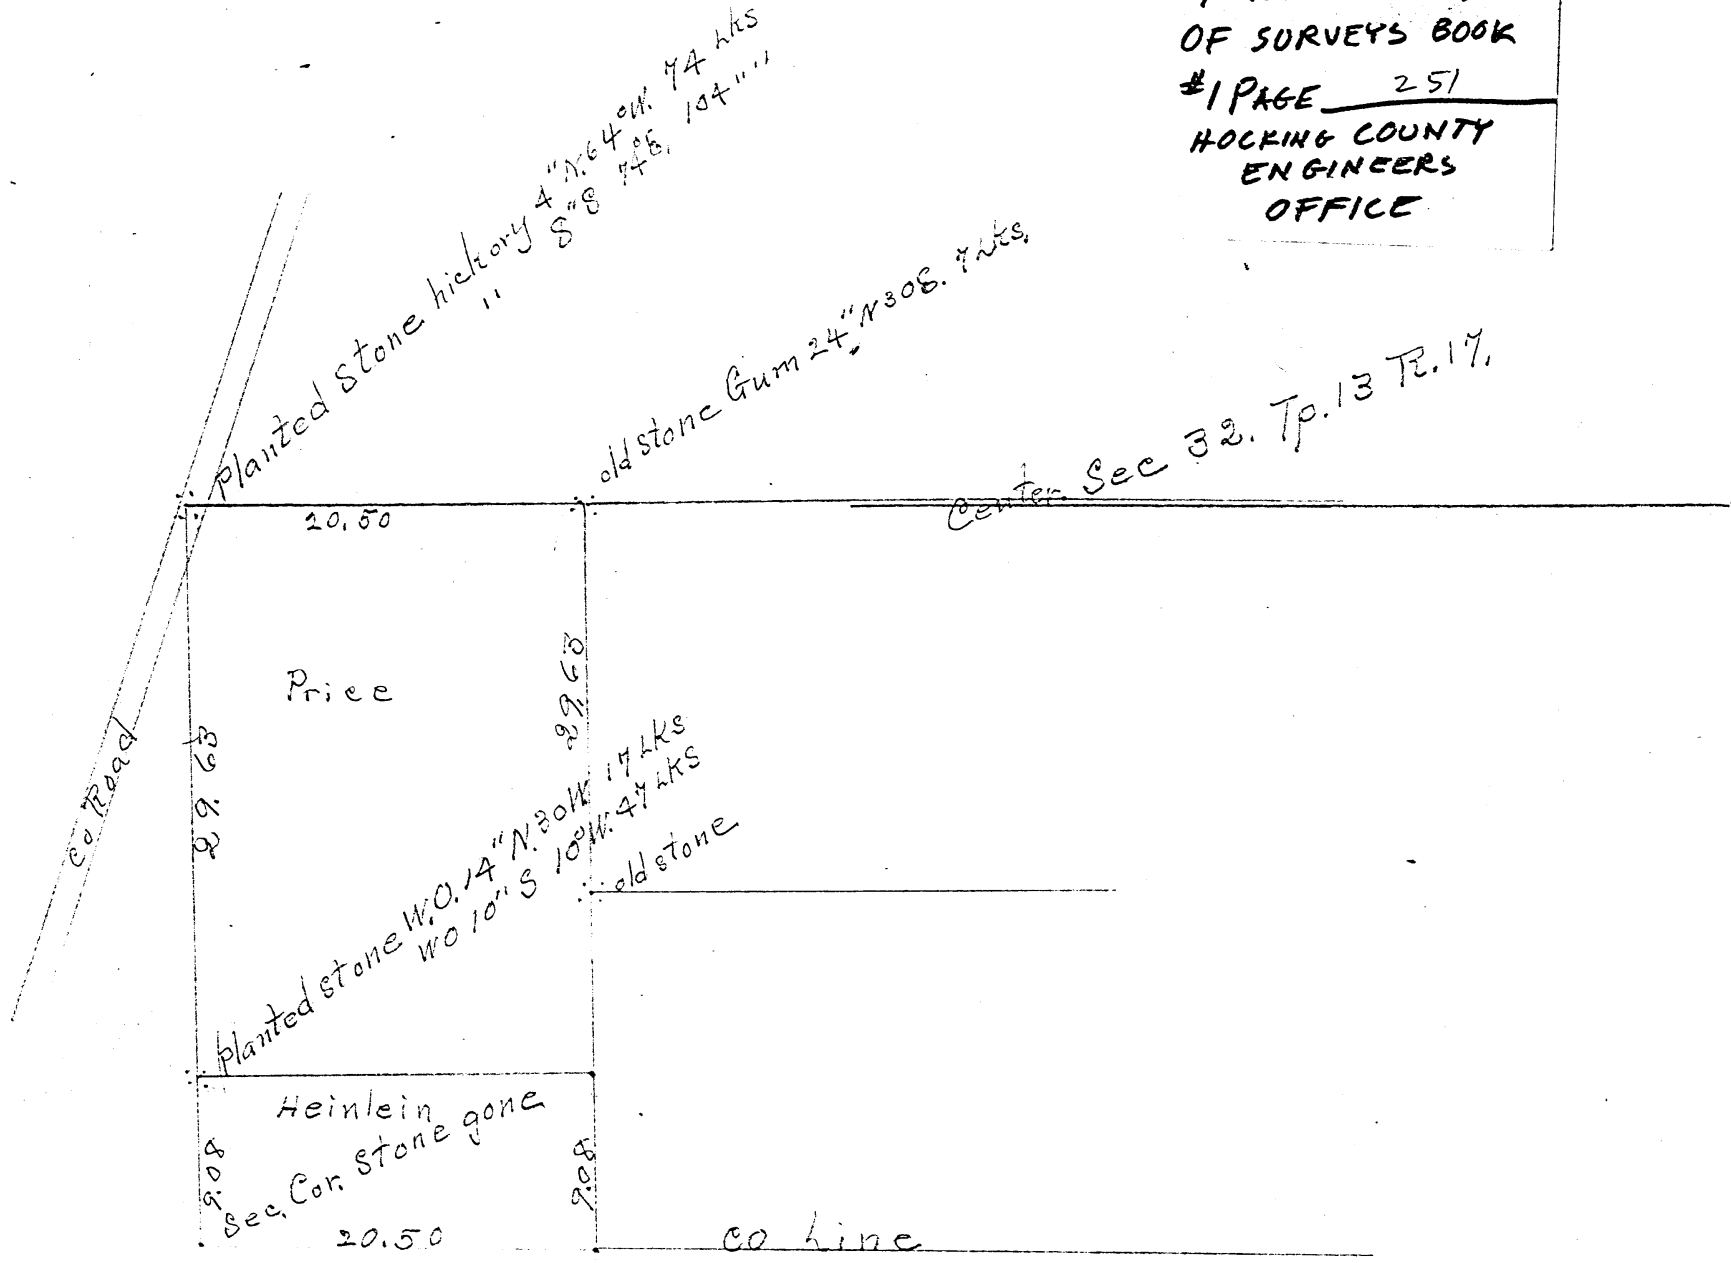 OF SURVEYS BOOK
#1 PAGE 251
HOCKING COUNTY
ENGINEERS
OFFICE
Planted Stone hickory 4" N. 64° W. 74 Lks
" 8" S 74° E. 104 " "
old stone Gum 24" N 30 E. 7 Lks.
Center Sec 32. Tp. 13 R. 17.
20.50
Price
29.63
29.63
co Road
Planted stone W.O. 14" N. 30 W. 17 LKS
WO 10" S 10° W. 47 LKS
old stone
Heinlein
Sec. Cor. Stone gone
9.08
9.08
20.50
CO Line